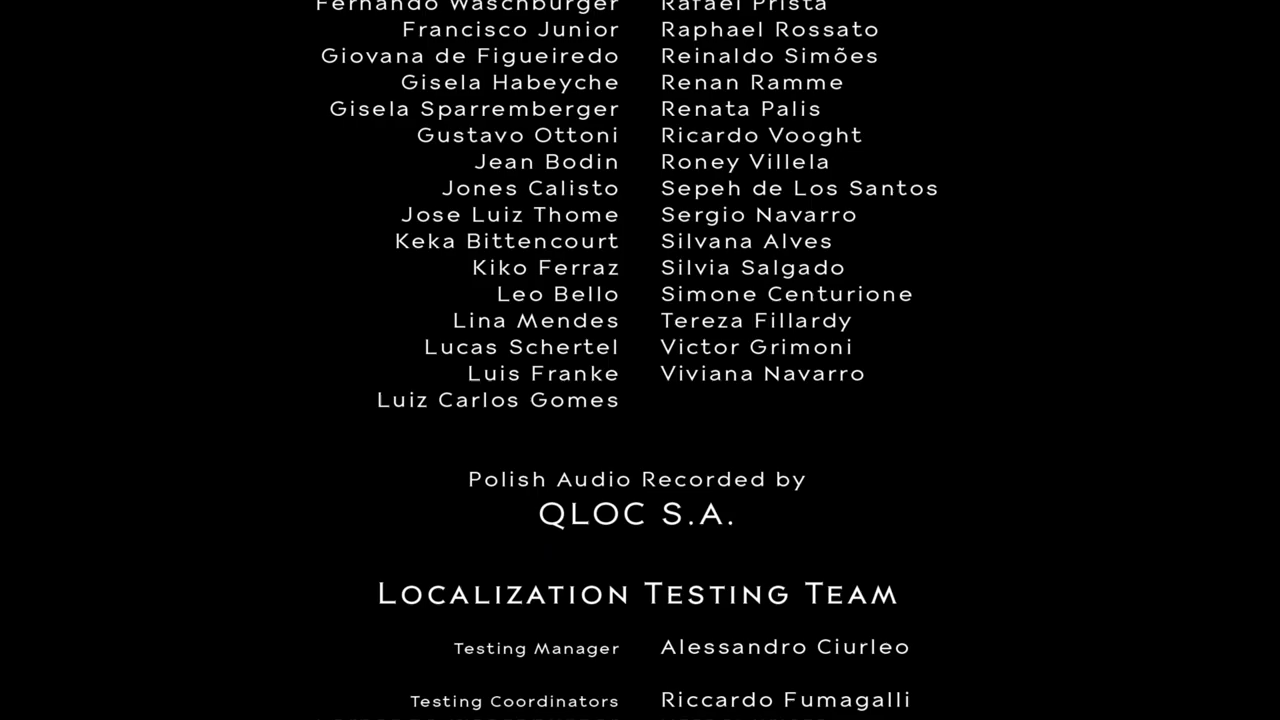 Fernando Waschburger Rafael Prista
Francisco Junior Raphael Rossato
Giovana de Figueiredo Reinaldo Simões
Gisela Habeyche Renan Ramme
Gisela Sparremberger Renata Palis
Gustavo Ottoni Ricardo Vooght
Jean Bodin Roney Villela
Jones Calisto Sepeh de Los Santos
Jose Luiz Thome Sergio Navarro
Keka Bittencourt Silvana Alves
Kiko Ferraz Silvia Salgado
Leo Bello Simone Centurione
Lina Mendes Tereza Fillardy
Lucas Schertel Victor Grimoni
Luis Franke Viviana Navarro
Luiz Carlos Gomes
Polish Audio Recorded by
QLOC S.A.
Localization Testing Team
Testing Manager Alessandro Ciurleo
Testing Coordinators Riccardo Fumagalli